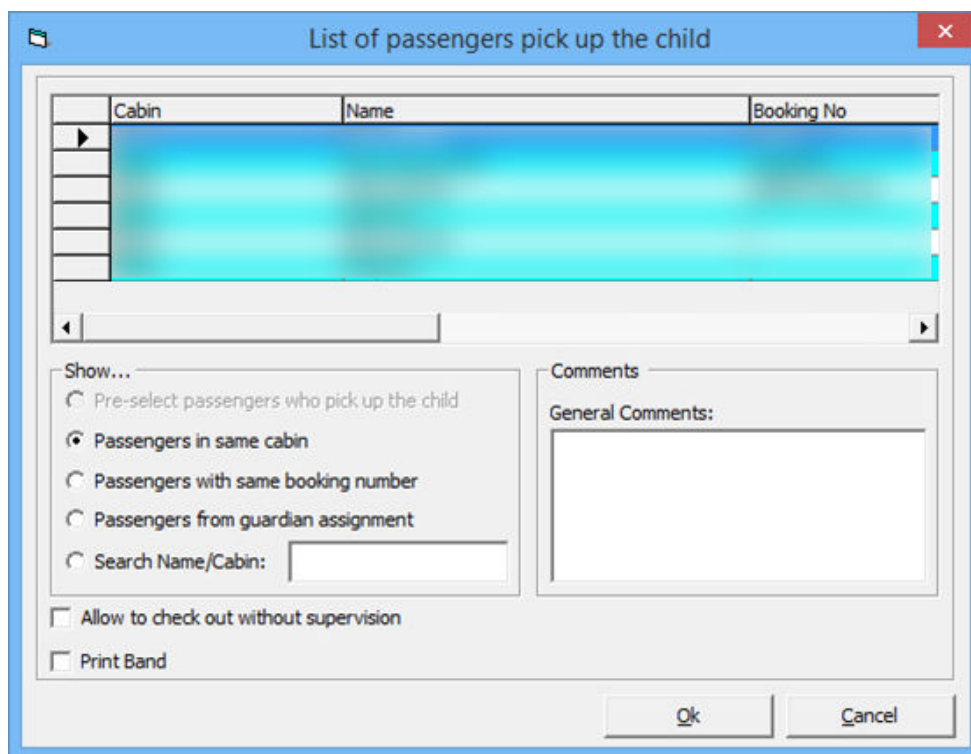 List of passengers pick up the child
Cabin Name Booking No
Show...
Pre-select passengers who pick up the child
Passengers in same cabin
Passengers with same booking number
Passengers from guardian assignment
Search Name/Cabin:
Comments
General Comments:
Allow to check out without supervision
Print Band
Ok Cancel